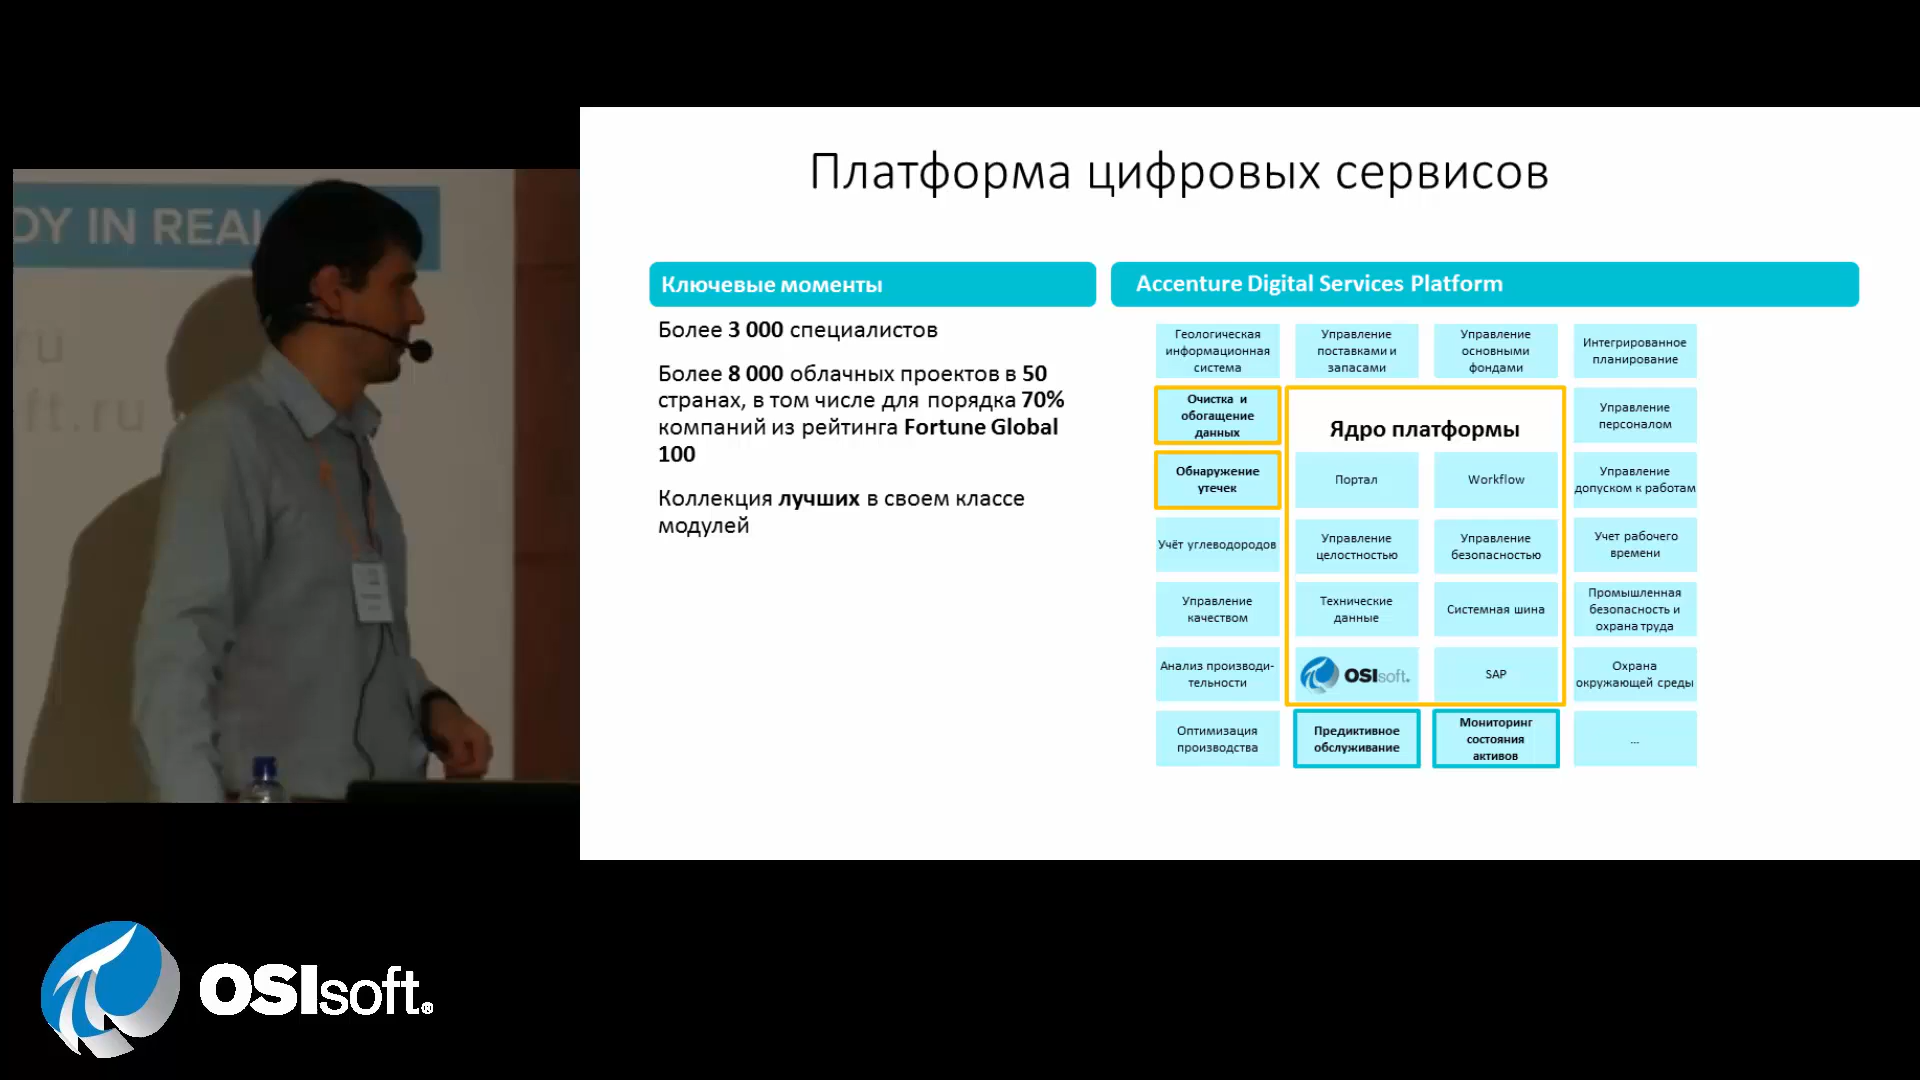 DY IN REAL
ru
ft.ru
Платформа цифровых сервисов
Ключевые моменты
Более 3 000 специалистов
Более 8 000 облачных проектов в 50
странах, в том числе для порядка 70%
компаний из рейтинга Fortune Global
100
Коллекция лучших в своем классе
модулей
Accenture Digital Services Platform
Геологическая
информационная
система
Управление
поставками и
запасами
Управление
основными
фондами
Интегрированное
планирование
Очистка и
обогащение
данных
Ядро платформы
Управление
персоналом
Обнаружение
утечек
Портал
Workflow
Управление
допуском к работам
Учёт углеводородов
Управление
целостностью
Управление
безопасностью
Учет рабочего
времени
Управление
качеством
Технические
данные
Системная шина
Промышленная
безопасность и
охрана труда
Анализ производи-
тельности
OSIsoft.
SAP
Охрана
окружающей среды
Оптимизация
производства
Предиктивное
обслуживание
Мониторинг
состояния
активов
...
OSIsoft.